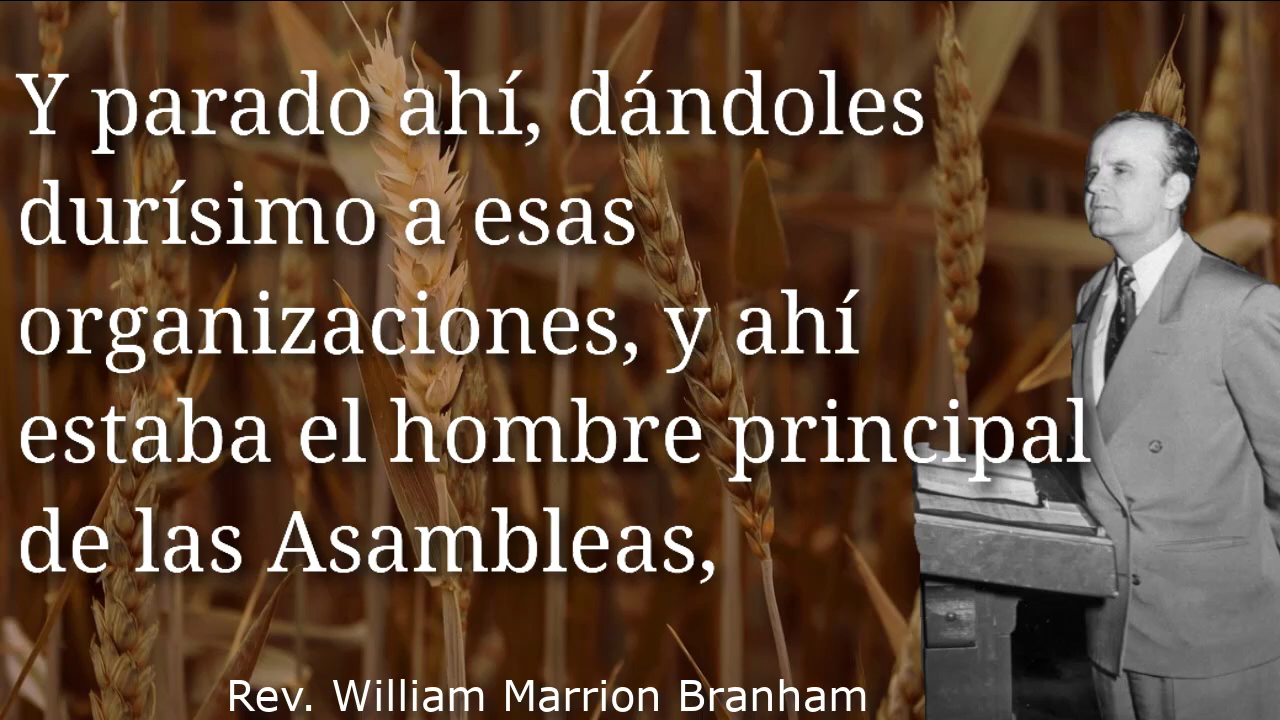 Y parado ahí, dándoles
durísimo a esas
organizaciones, y ahí
estaba el hombre principal
de las Asambleas,
Rev. William Marrion Branham